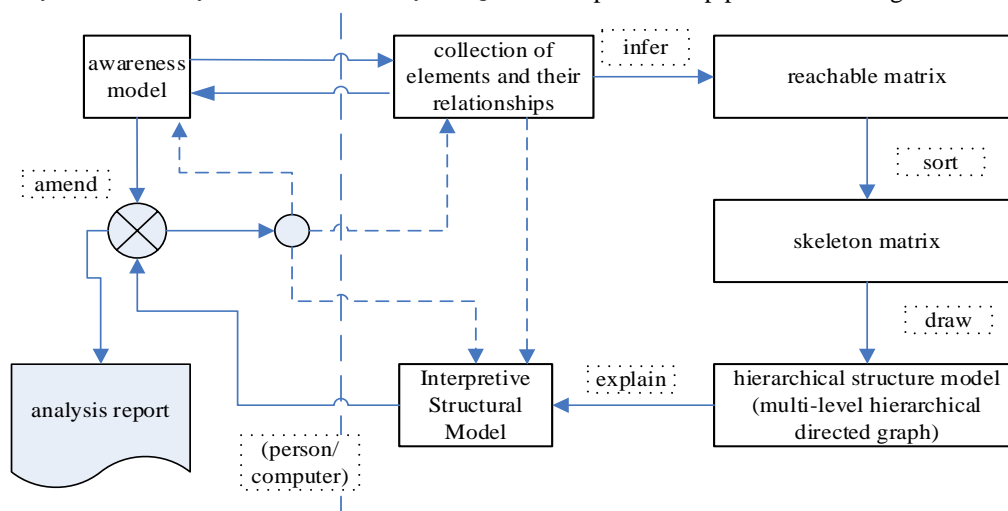 awareness
model
collection of
elements and their
relationships
infer
reachable matrix
amend
sort
skeleton matrix
draw
analysis report
(person/
computer)
Interpretive
Structural
Model
explain
hierarchical structure model
(multi-level hierarchical
directed graph)